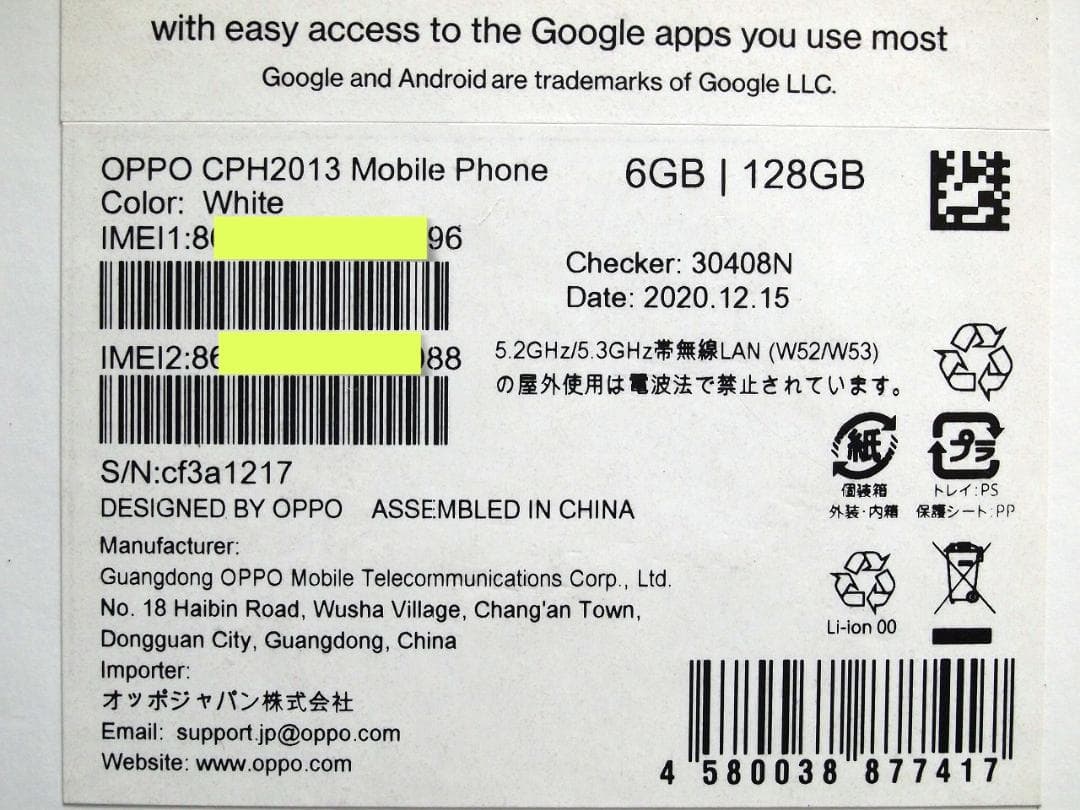 with easy access to the Google apps you use most
Google and Android are trademarks of Google LLC.
OPPO CPH2013 Mobile Phone
6GB | 128GB
Color: White
IMEI1:8
96
Checker: 30408N
Date: 2020.12.15
IMEI2:86
88
5.2GHz/5.3GHz帯無線LAN (W52/W53)
の屋外使用は電波法で禁止されています。
紙
プラ
個装箱
外装・内箱
トレイ:PS
保護シート:PP
S/N:cf3a1217
DESIGNED BY OPPO ASSEMBLED IN CHINA
Manufacturer:
Guangdong OPPO Mobile Telecommunications Corp., Ltd.
No. 18 Haibin Road, Wusha Village, Chang'an Town,
Dongguan City, Guangdong, China
Li-ion 00
Importer:
オッポジャパン株式会社
Email: support.jp@oppo.com
Website: www.oppo.com
4 580038 877417